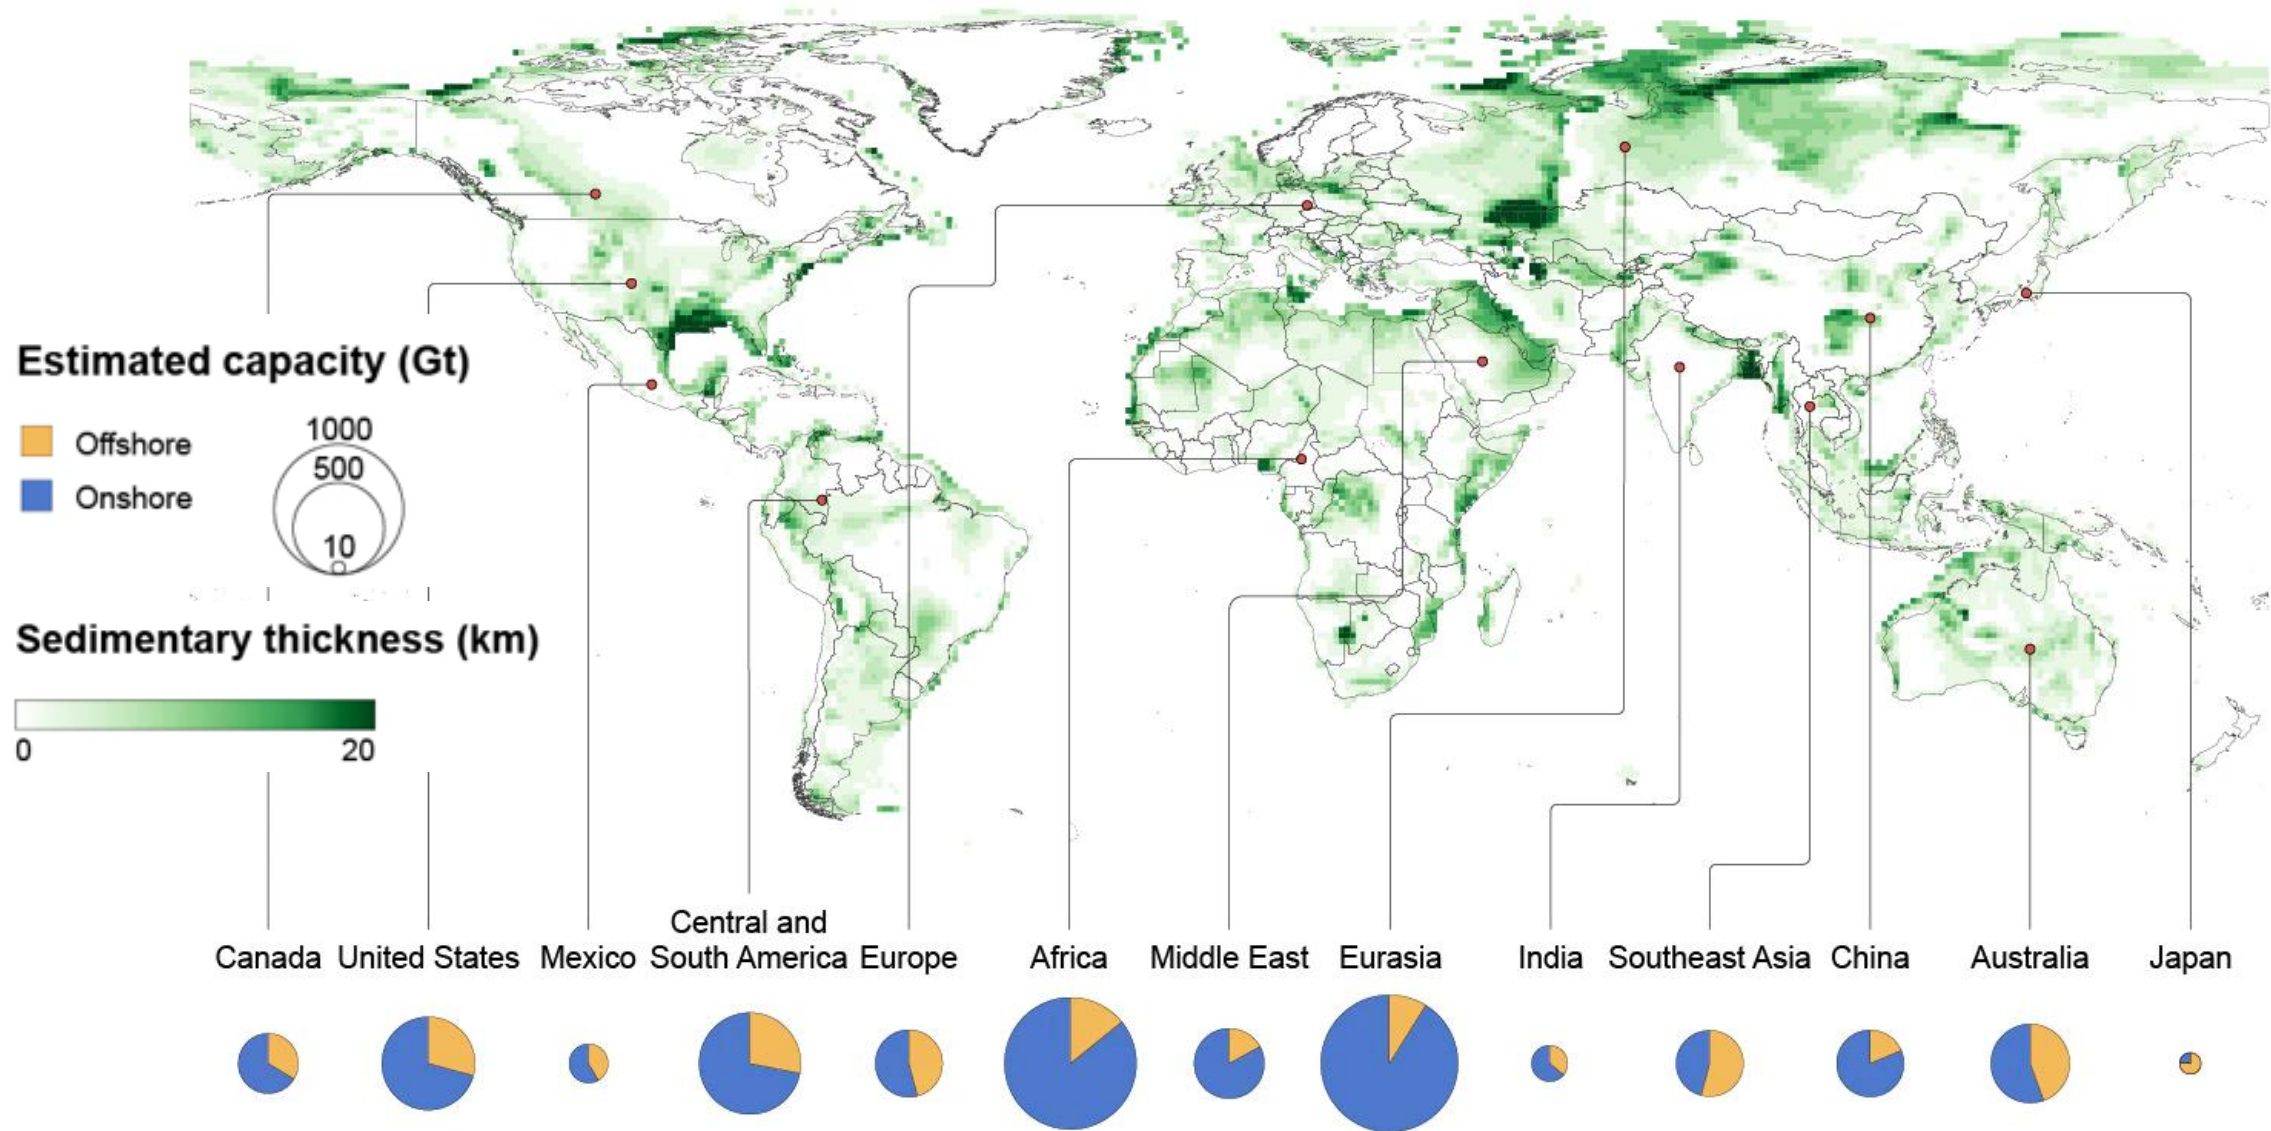 Estimated capacity (Gt)
Offshore
Onshore
1000
500
10
Sedimentary thickness (km)
0 20
Central and
Canada United States Mexico South America Europe Africa Middle East Eurasia India Southeast Asia China Australia Japan